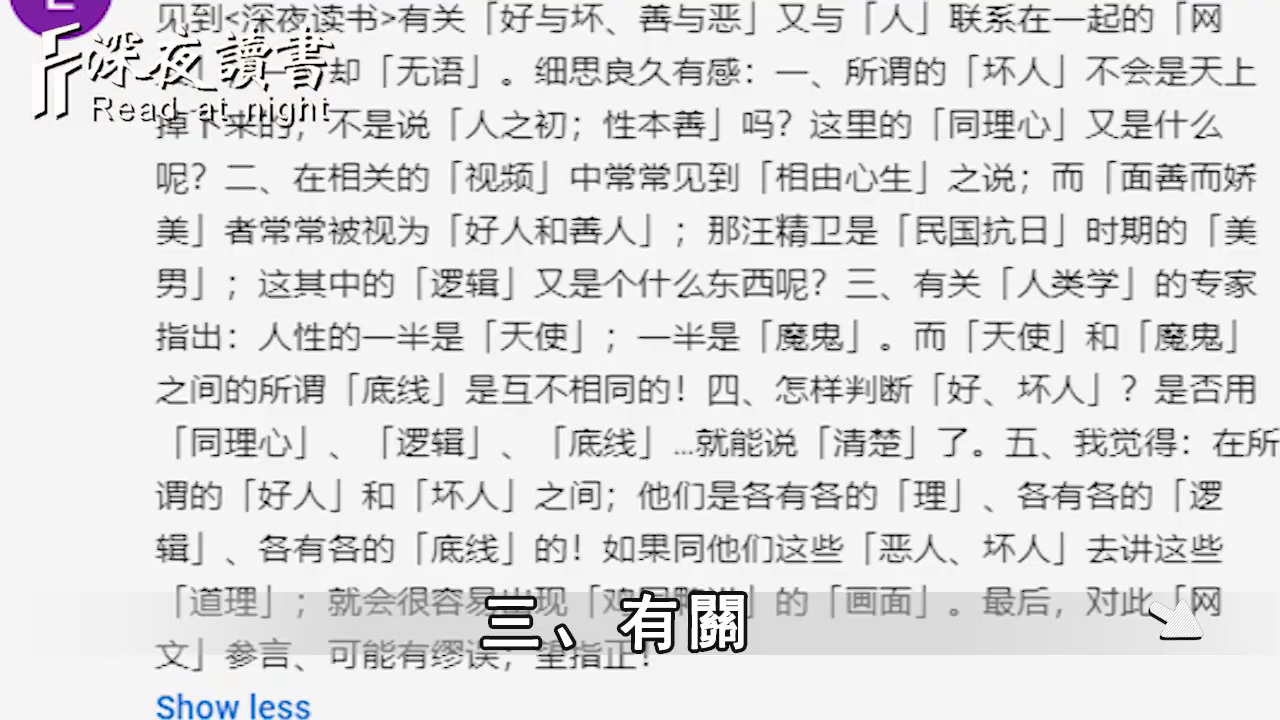 见到<深夜读书>有关「好与坏、善与恶」又与「人」联系在一起的「网
深夜讀書
却「无语」。细思良久有感：一、所谓的「坏人」不会是天上
Read at night
掉下来的，不是说「人之初；性本善」吗？这里的「同理心」又是什么
呢？二、在相关的「视频」中常常见到「相由心生」之说；而「面善而娇
美」者常常被视为「好人和善人」；那汪精卫是「民国抗日」时期的「美
男」；这其中的「逻辑」又是个什么东西呢？三、有关「人类学」的专家
指出：人性的一半是「天使」；一半是「魔鬼」。而「天使」和「魔鬼」
之间的所谓「底线」是互不相同的！四、怎样判断「好、坏人」？是否用
「同理心」、「逻辑」、「底线」...就能说「清楚」了。五、我觉得：在所
谓的「好人」和「坏人」之间；他们是各有各的「理」、各有各的「逻
辑」、各有各的「底线」的！如果同他们这些「恶人、坏人」去讲这些
「道理」；就会很容易出现「鸡同鸭讲」的「画面」。最后，对此「网
三、有關
文」参言、可能有缪误；望指正！
Show less